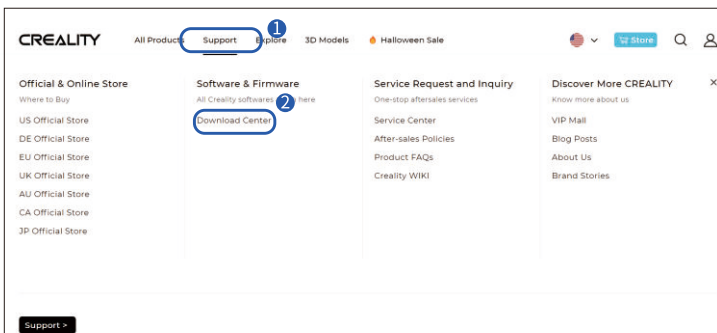 CREALITY All Products Support Explore 3D Models Halloween Sale Store
1
Official & Online Store
Where to Buy
US Official Store
DE Official Store
EU Official Store
UK Official Store
AU Official Store
CA Official Store
JP Official Store
Software & Firmware
All Creality softwares here
2
Download Center
Service Request and Inquiry
One-stop aftersales services
Service Center
After-sales Policies
Product FAQs
Creality WIKI
Discover More CREALITY ×
Know more about us
VIP Mall
Blog Posts
About Us
Brand Stories
Support >